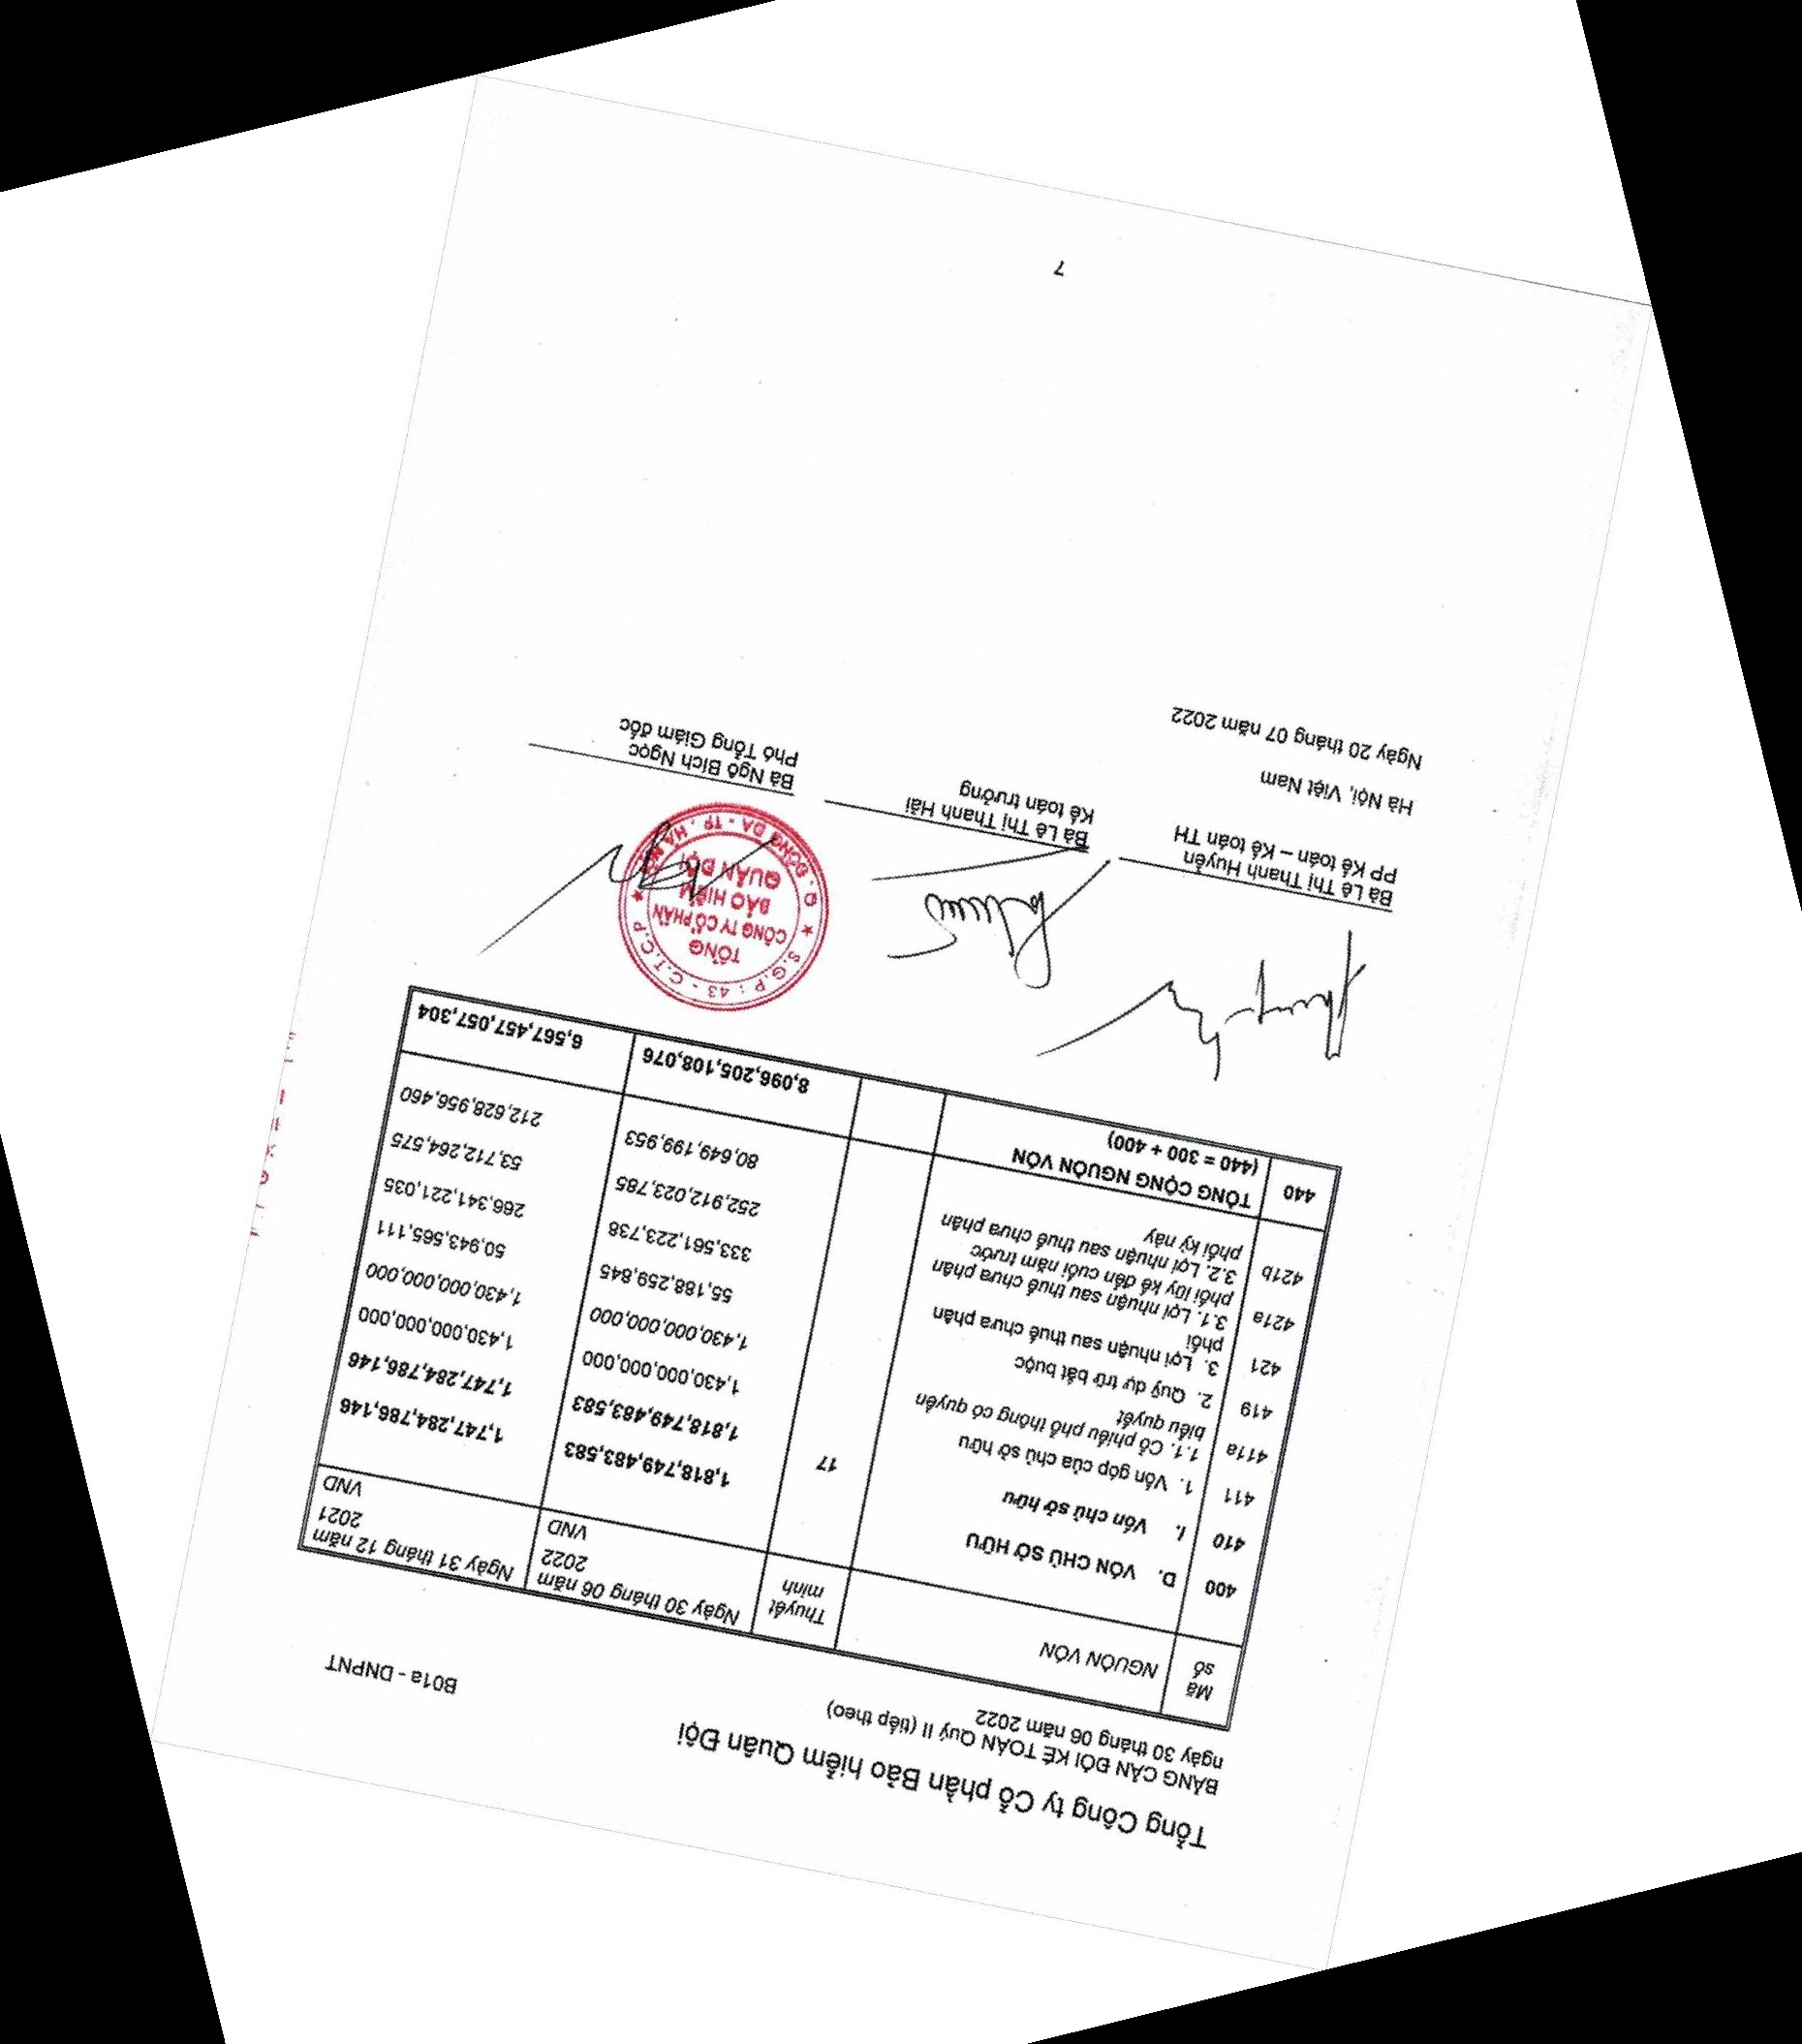 Tổng Công ty Cổ phần Bảo hiểm Quân Đội
BẢNG CÂN ĐỐI KẾ TOÁN QUÝ II (tiếp theo)
ngày 30 tháng 06 năm 2022
B01a - DNPNT
Mã số NGUỒN VỐN Thuyết minh Ngày 30 tháng 06 năm 2022 VND Ngày 31 tháng 12 năm 2021 VND
400 D. VỐN CHỦ SỞ HỮU 1,818,749,483,583 1,747,284,786,146
410 I. Vốn chủ sở hữu 17 1,818,749,483,583 1,747,284,786,146
411 1. Vốn góp của chủ sở hữu 1,430,000,000,000 1,430,000,000,000
411a 1.1. Cổ phiếu phổ thông có quyền biểu quyết 1,430,000,000,000 1,430,000,000,000
419 2. Quỹ dự trữ bắt buộc 55,188,259,845 50,943,565,111
421 3. Lợi nhuận sau thuế chưa phân phối 333,561,223,738 266,341,221,035
421a 3.1. Lợi nhuận sau thuế chưa phân phối lũy kế đến cuối năm trước 252,912,023,785 53,712,264,575
421b 3.2. Lợi nhuận sau thuế chưa phân phối kỳ này 80,649,199,953 212,628,956,460
440 TỔNG CỘNG NGUỒN VỐN (440 = 300 + 400) 8,096,205,108,076 6,567,457,057,304
S.G.P : 43 - C.T.C.P
TỔNG
CÔNG TY CỔ PHẦN
BẢO HIỂM
QUÂN ĐỘI
Q. ĐỐNG ĐA - TP. HÀ NỘI
Bà Lê Thị Thanh Huyền
PP Kế toán – Kế toán TH
Bà Lê Thị Thanh Hải
Kế toán trưởng
Bà Ngô Bích Ngọc
Phó Tổng Giám đốc
Hà Nội, Việt Nam
Ngày 20 tháng 07 năm 2022
7